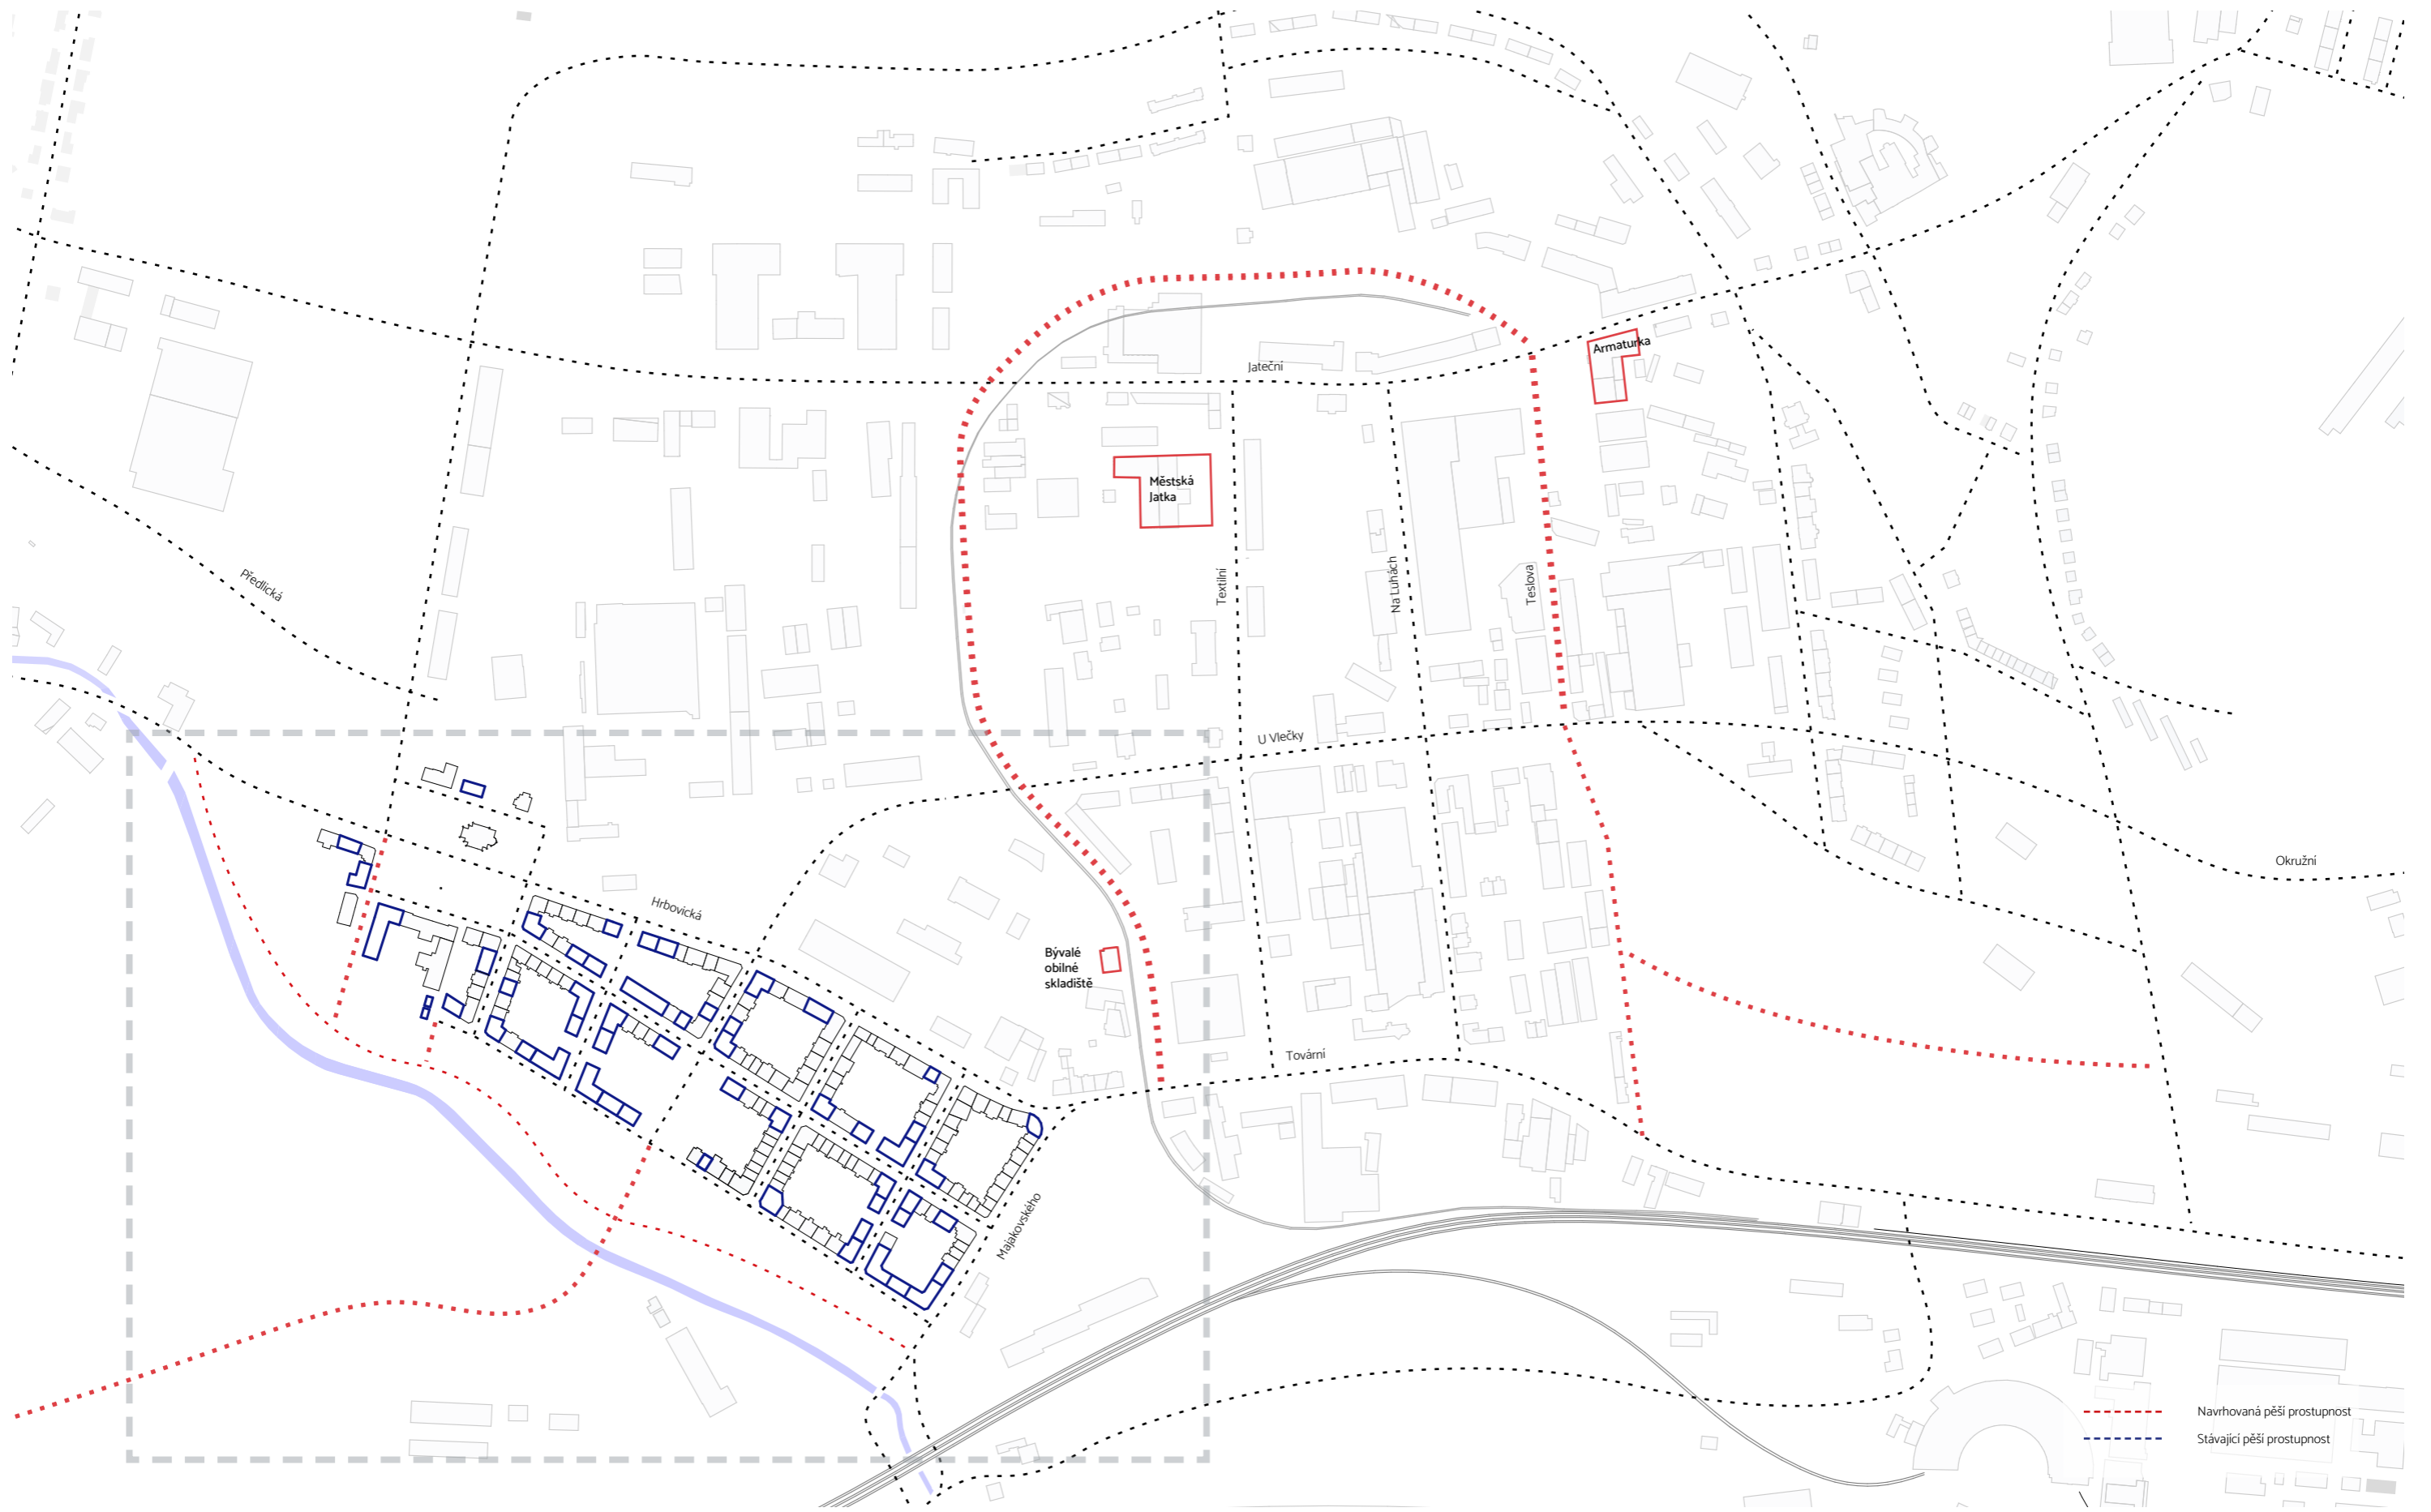 Armaturka
Jateční
Městská
Jatka
Předlická
Textilní
Na Luhách
Teslova
U Vlečky
Okružní
Hrbovická
Bývalé
obilné
skladiště
Tovární
Majakovského
Navrhovaná pěší prostupnost
Stávající pěší prostupnost